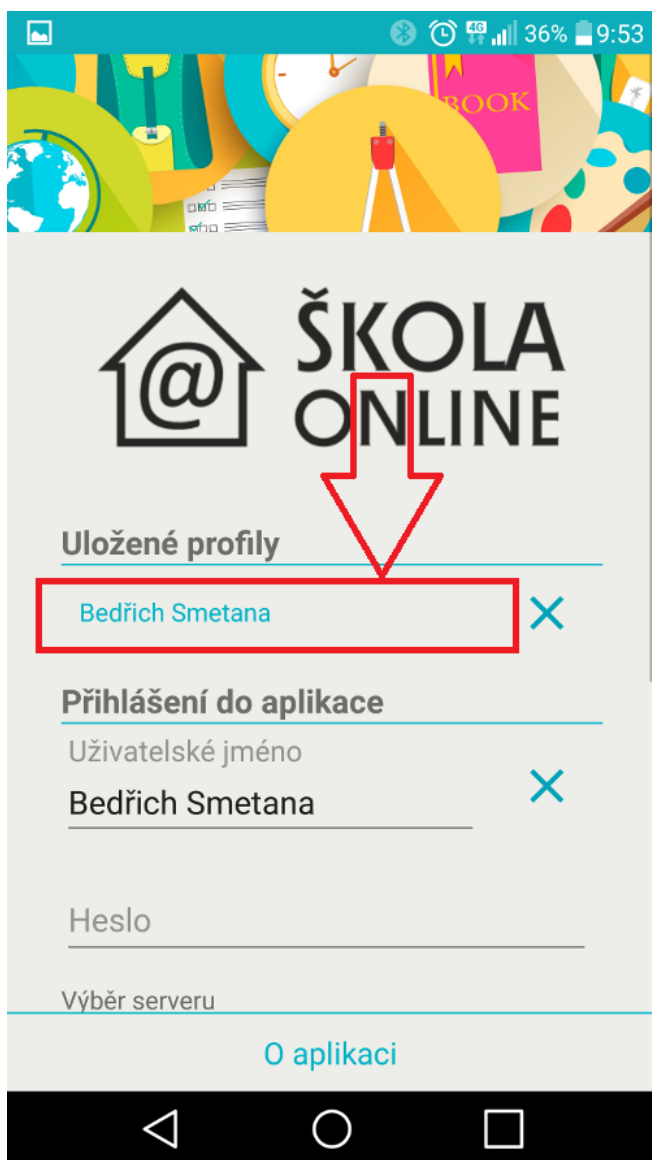 4G 36% 9:53
BOOK
@ ŠKOLA
ONLINE
Uložené profily
Bedřich Smetana
Přihlášení do aplikace
Uživatelské jméno
Bedřich Smetana
Heslo
Výběr serveru
O aplikaci